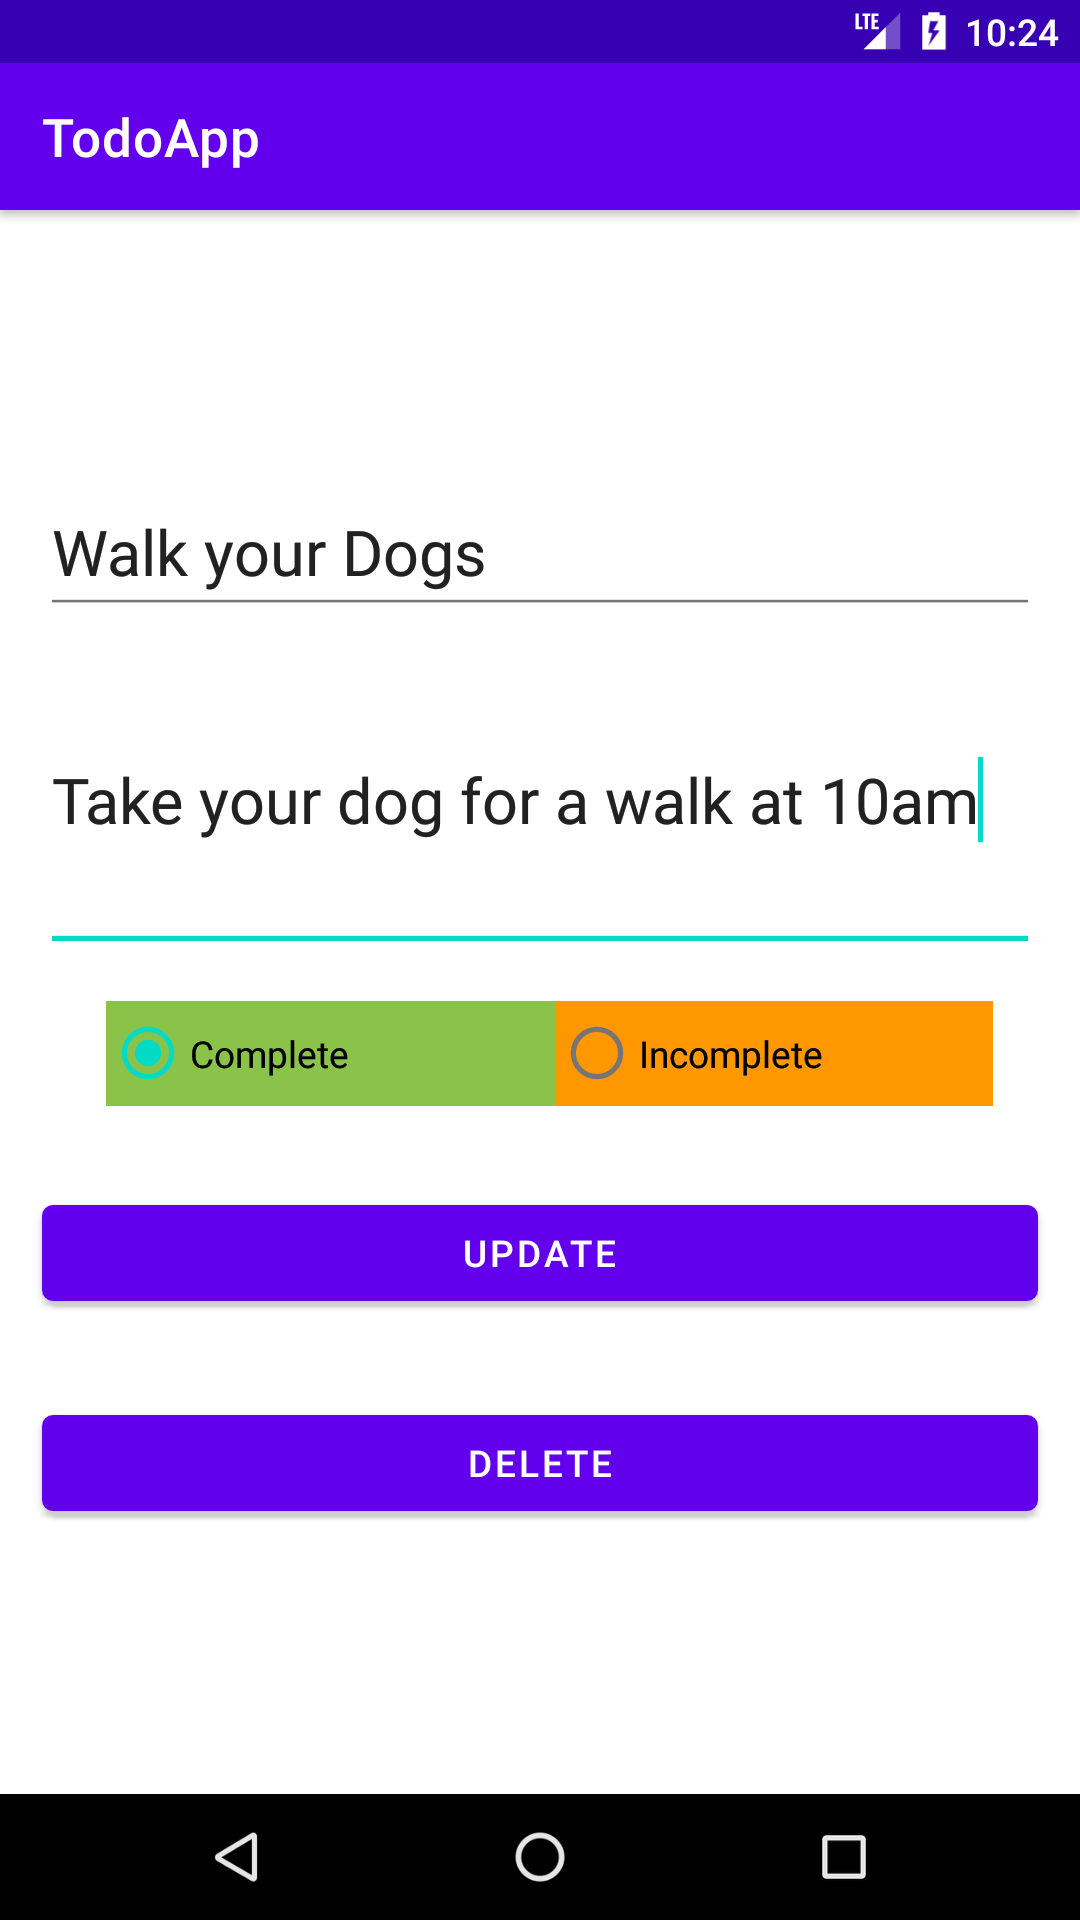 LTE 10:24
TodoApp
Walk your Dogs
Take your dog for a walk at 10am
Complete Incomplete
UPDATE
DELETE